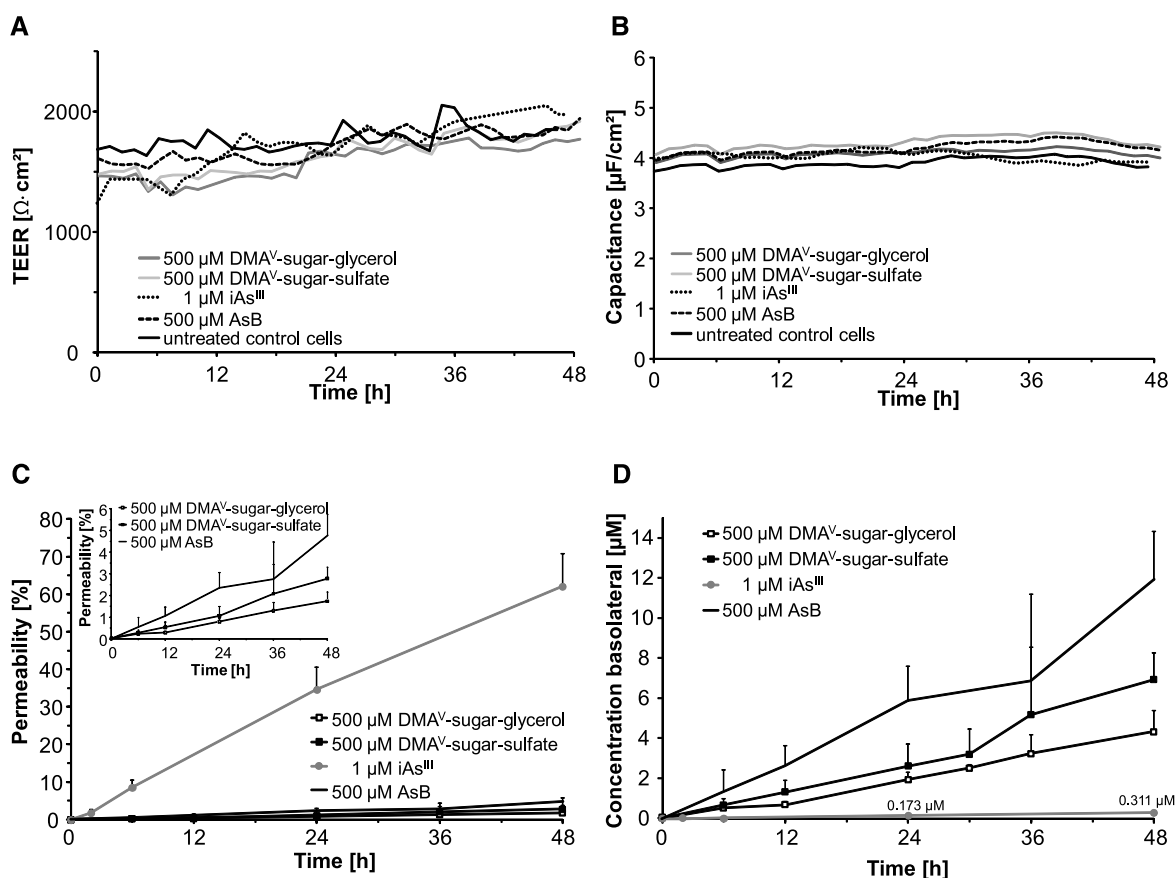 A
TEER [Ω· cm²]
2000
1000
0
500 µM DMAⱽ-sugar-glycerol
500 µM DMAⱽ-sugar-sulfate
1 µM iAsᴵᴵᴵ
500 µM AsB
untreated control cells
0 12 24 36 48
Time [h]
B
Capacitance [µF/cm²]
6
5
4
3
2
1
0
500 µM DMAⱽ-sugar-glycerol
500 µM DMAⱽ-sugar-sulfate
1 µM iAsᴵᴵᴵ
500 µM AsB
untreated control cells
0 12 24 36 48
Time [h]
C
Permeability [%]
80
70
60
50
40
30
20
10
0
Permeability [%]
6
5
4
3
2
1
0
500 µM DMAⱽ-sugar-glycerol
500 µM DMAⱽ-sugar-sulfate
500 µM AsB
0 12 24 36 48
Time [h]
500 µM DMAⱽ-sugar-glycerol
500 µM DMAⱽ-sugar-sulfate
1 µM iAsᴵᴵᴵ
500 µM AsB
0 12 24 36 48
Time [h]
D
Concentration basolateral [µM]
14
12
10
8
6
4
2
0
500 µM DMAⱽ-sugar-glycerol
500 µM DMAⱽ-sugar-sulfate
1 µM iAsᴵᴵᴵ
500 µM AsB
0.173 µM
0.311 µM
0 12 24 36 48
Time [h]